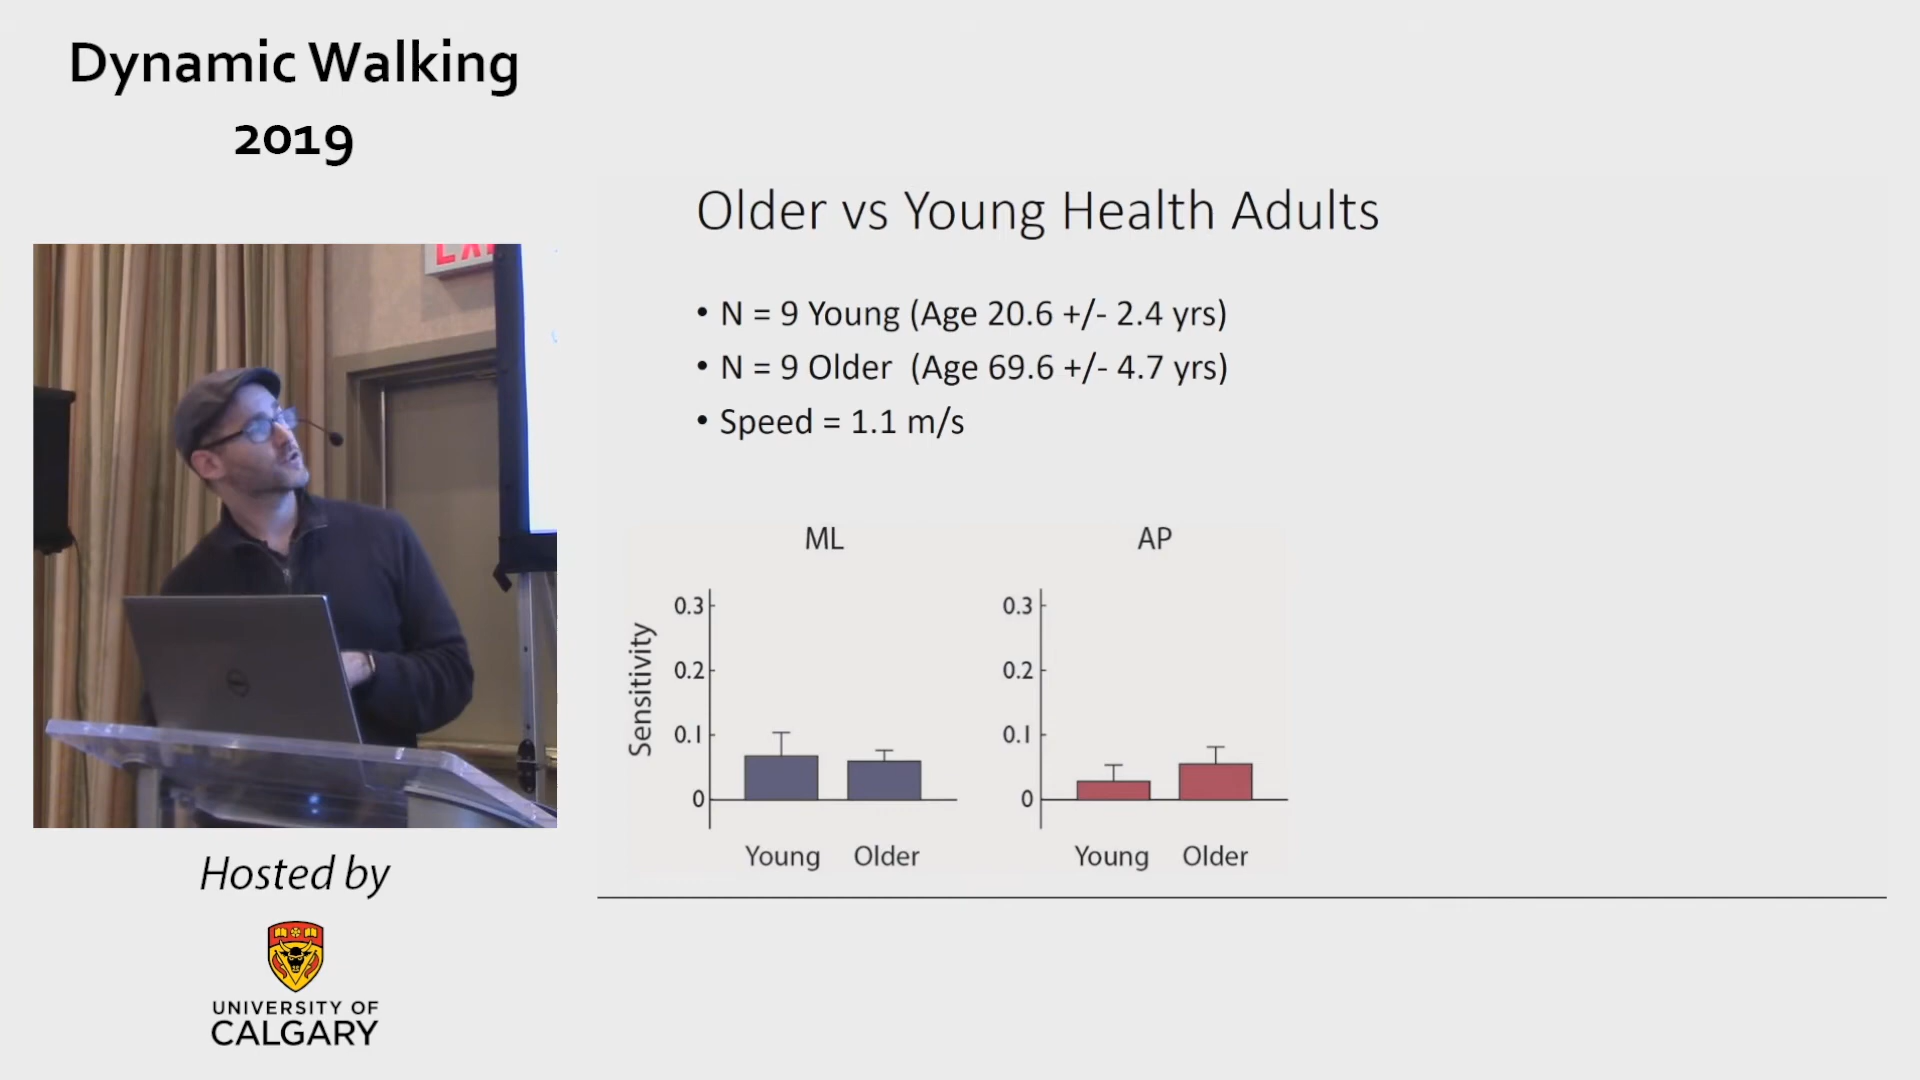 Dynamic Walking
2019
Older vs Young Health Adults
• N = 9 Young (Age 20.6 +/- 2.4 yrs)
• N = 9 Older (Age 69.6 +/- 4.7 yrs)
• Speed = 1.1 m/s
ML
AP
Sensitivity
0.3
0.2
0.1
0
Young Older
0.3
0.2
0.1
0
Young Older
Hosted by
UNIVERSITY OF
CALGARY